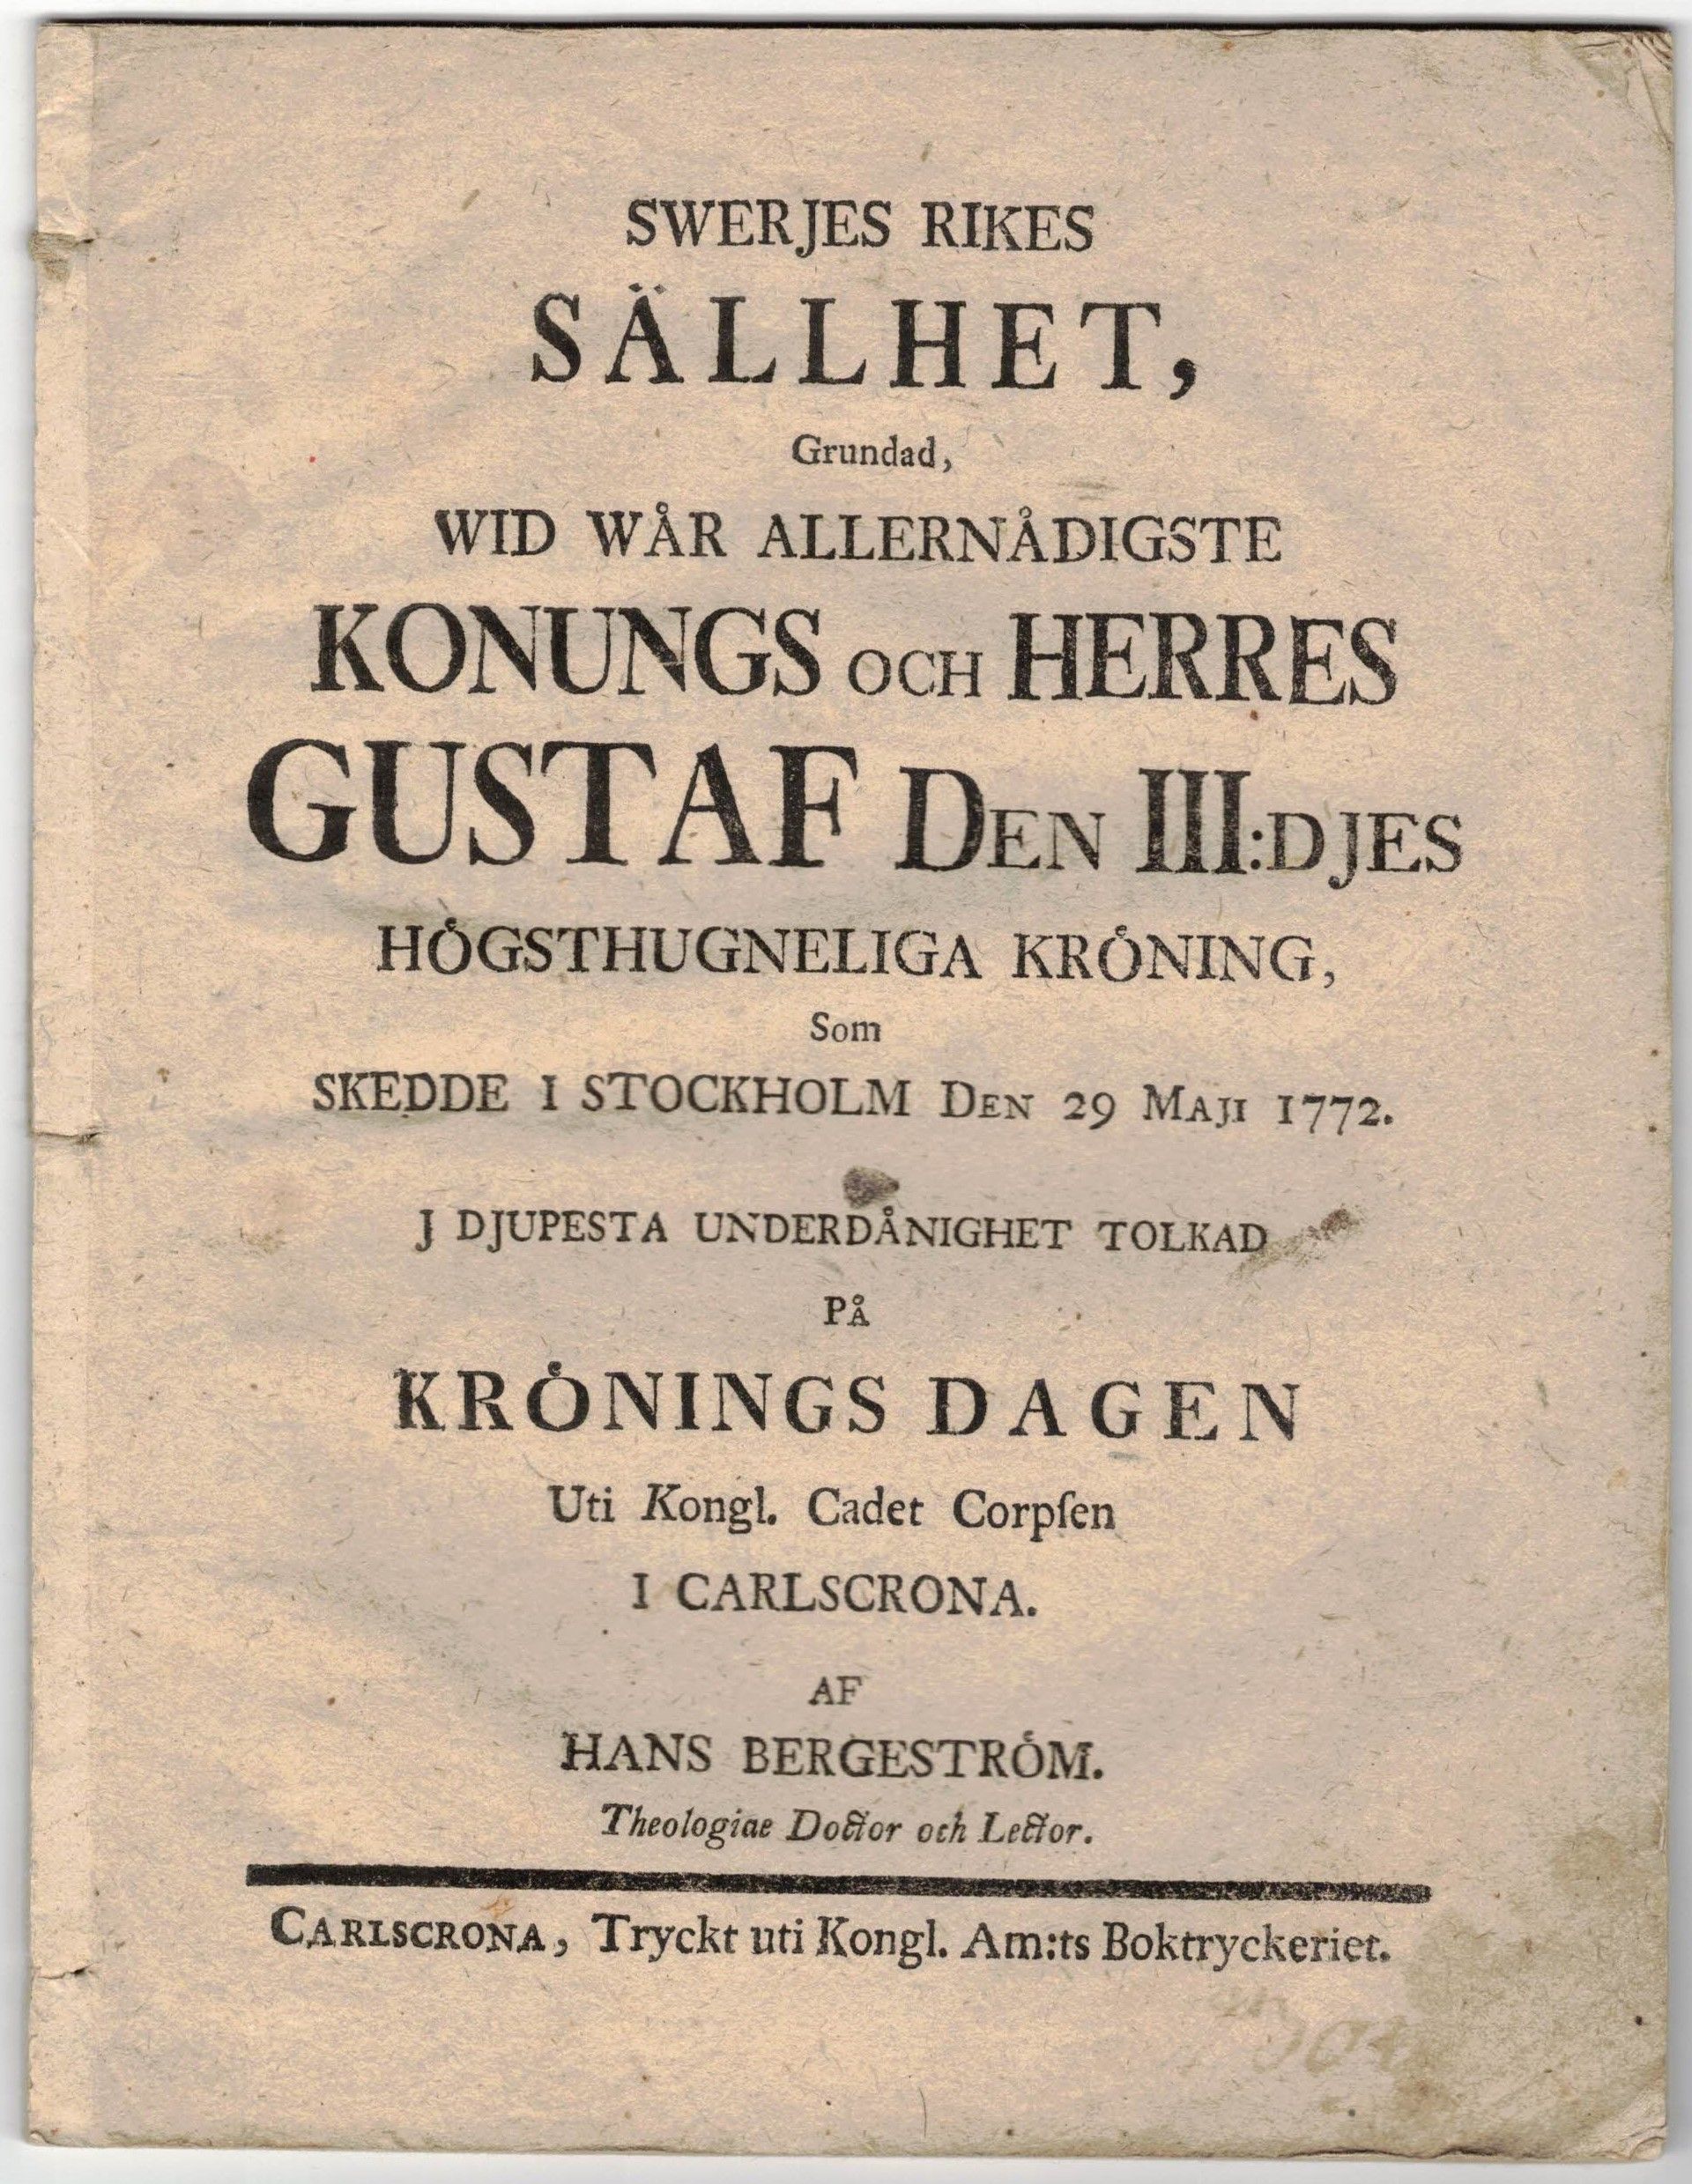 SWERJES RIKES
SÄLLHET,
Grundad,
WID WÅR ALLERNÅDIGSTE
KONUNGS OCH HERRES
GUSTAF DEN III:DJES
HÖGSTHUGNELIGA KRÖNING,
Som
SKEDDE I STOCKHOLM DEN 29 MAJI 1772.
J DJUPESTA UNDERDÅNIGHET TOLKAD
PÅ
KRÖNINGS DAGEN
Uti Kongl. Cadet Corpſen
I CARLSCRONA.
AF
HANS BERGESTRÖM.
Theologiae Doctor och Lector.
CARLSCRONA, Tryckt uti Kongl. Am:ts Boktryckeriet.